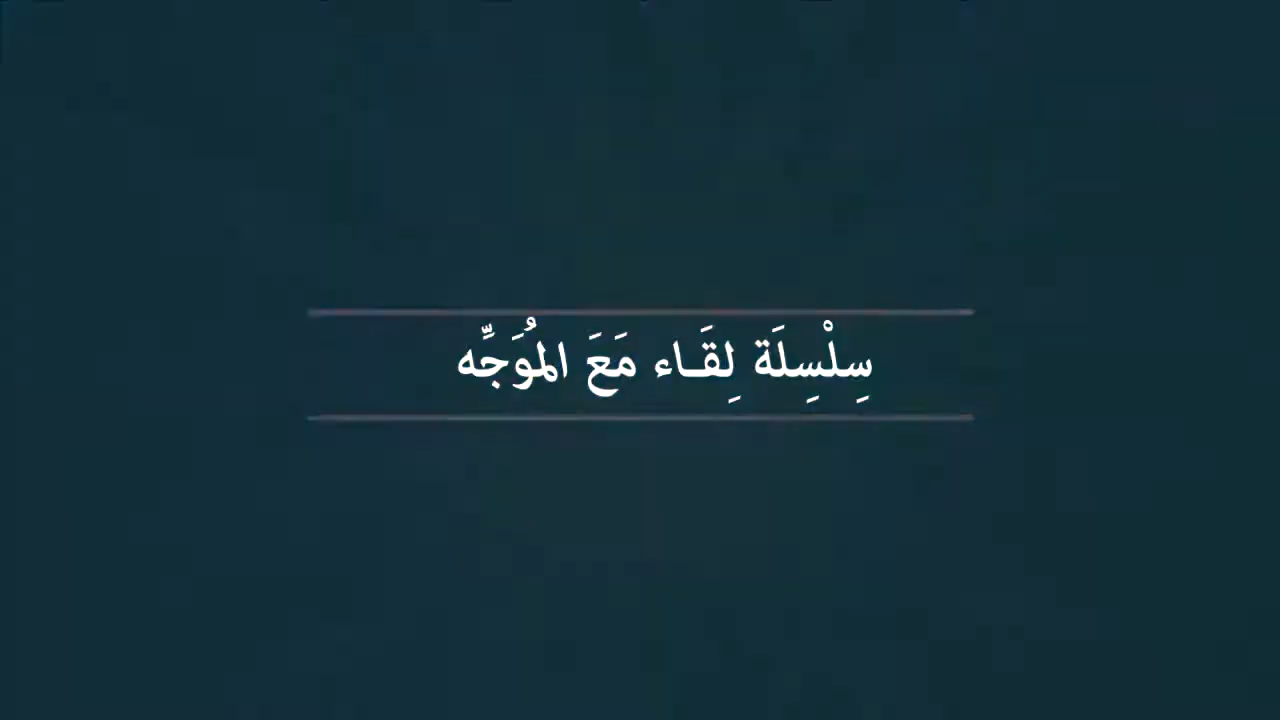 سِلْسِلَة لِقَـاء مَعَ المُوَجِّه